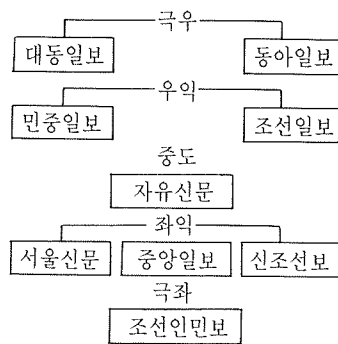 극우
대동일보 동아일보
우익
민중일보 조선일보
중도
자유신문
좌익
서울신문 중앙일보 신조선보
극좌
조선인민보